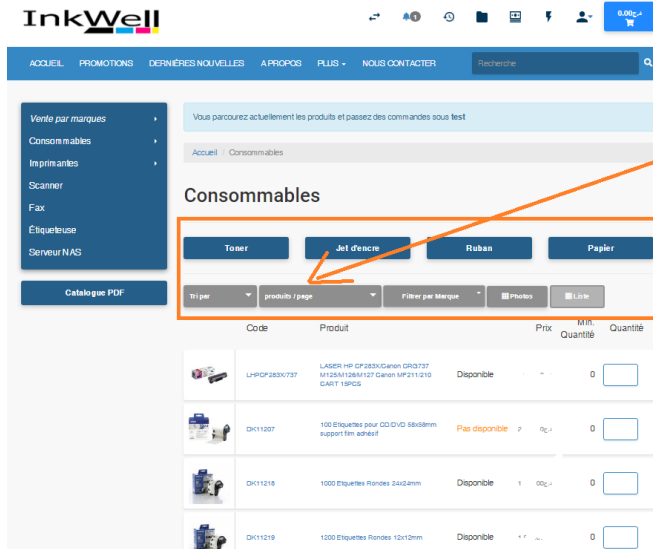 InkWell
0
0.00د.ج
ACCUEIL PROMOTIONS DERNIÈRES NOUVELLES A PROPOS PLUS NOUS CONTACTER Recherche
Vente par marques
Consommables
Imprimantes
Scanner
Fax
Étiqueteuse
Serveur NAS
Catalogue PDF
Vous parcourez actuellement les produits et passez des commandes sous test
Accueil / Consommables
Consommables
Toner Jet d'encre Ruban Papier
Tri per produits / page Filtrer par Marque Photos Liste
Code Produit Prix Min. Quantité Quantité
LHPCF283X/737 LASER HP CF283X/Canon CRG737
M125/M126/M127 Canon MF211/210
CART 15PCS
Disponible 0
DK11207 100 Etiquettes pour CD/DVD 58x58mm
support film adhésif
Pas disponible 0
DK11218 1000 Etiquettes Rondes 24x24mm Disponible 0
DK11219 1200 Etiquettes Rondes 12x12mm Disponible 0